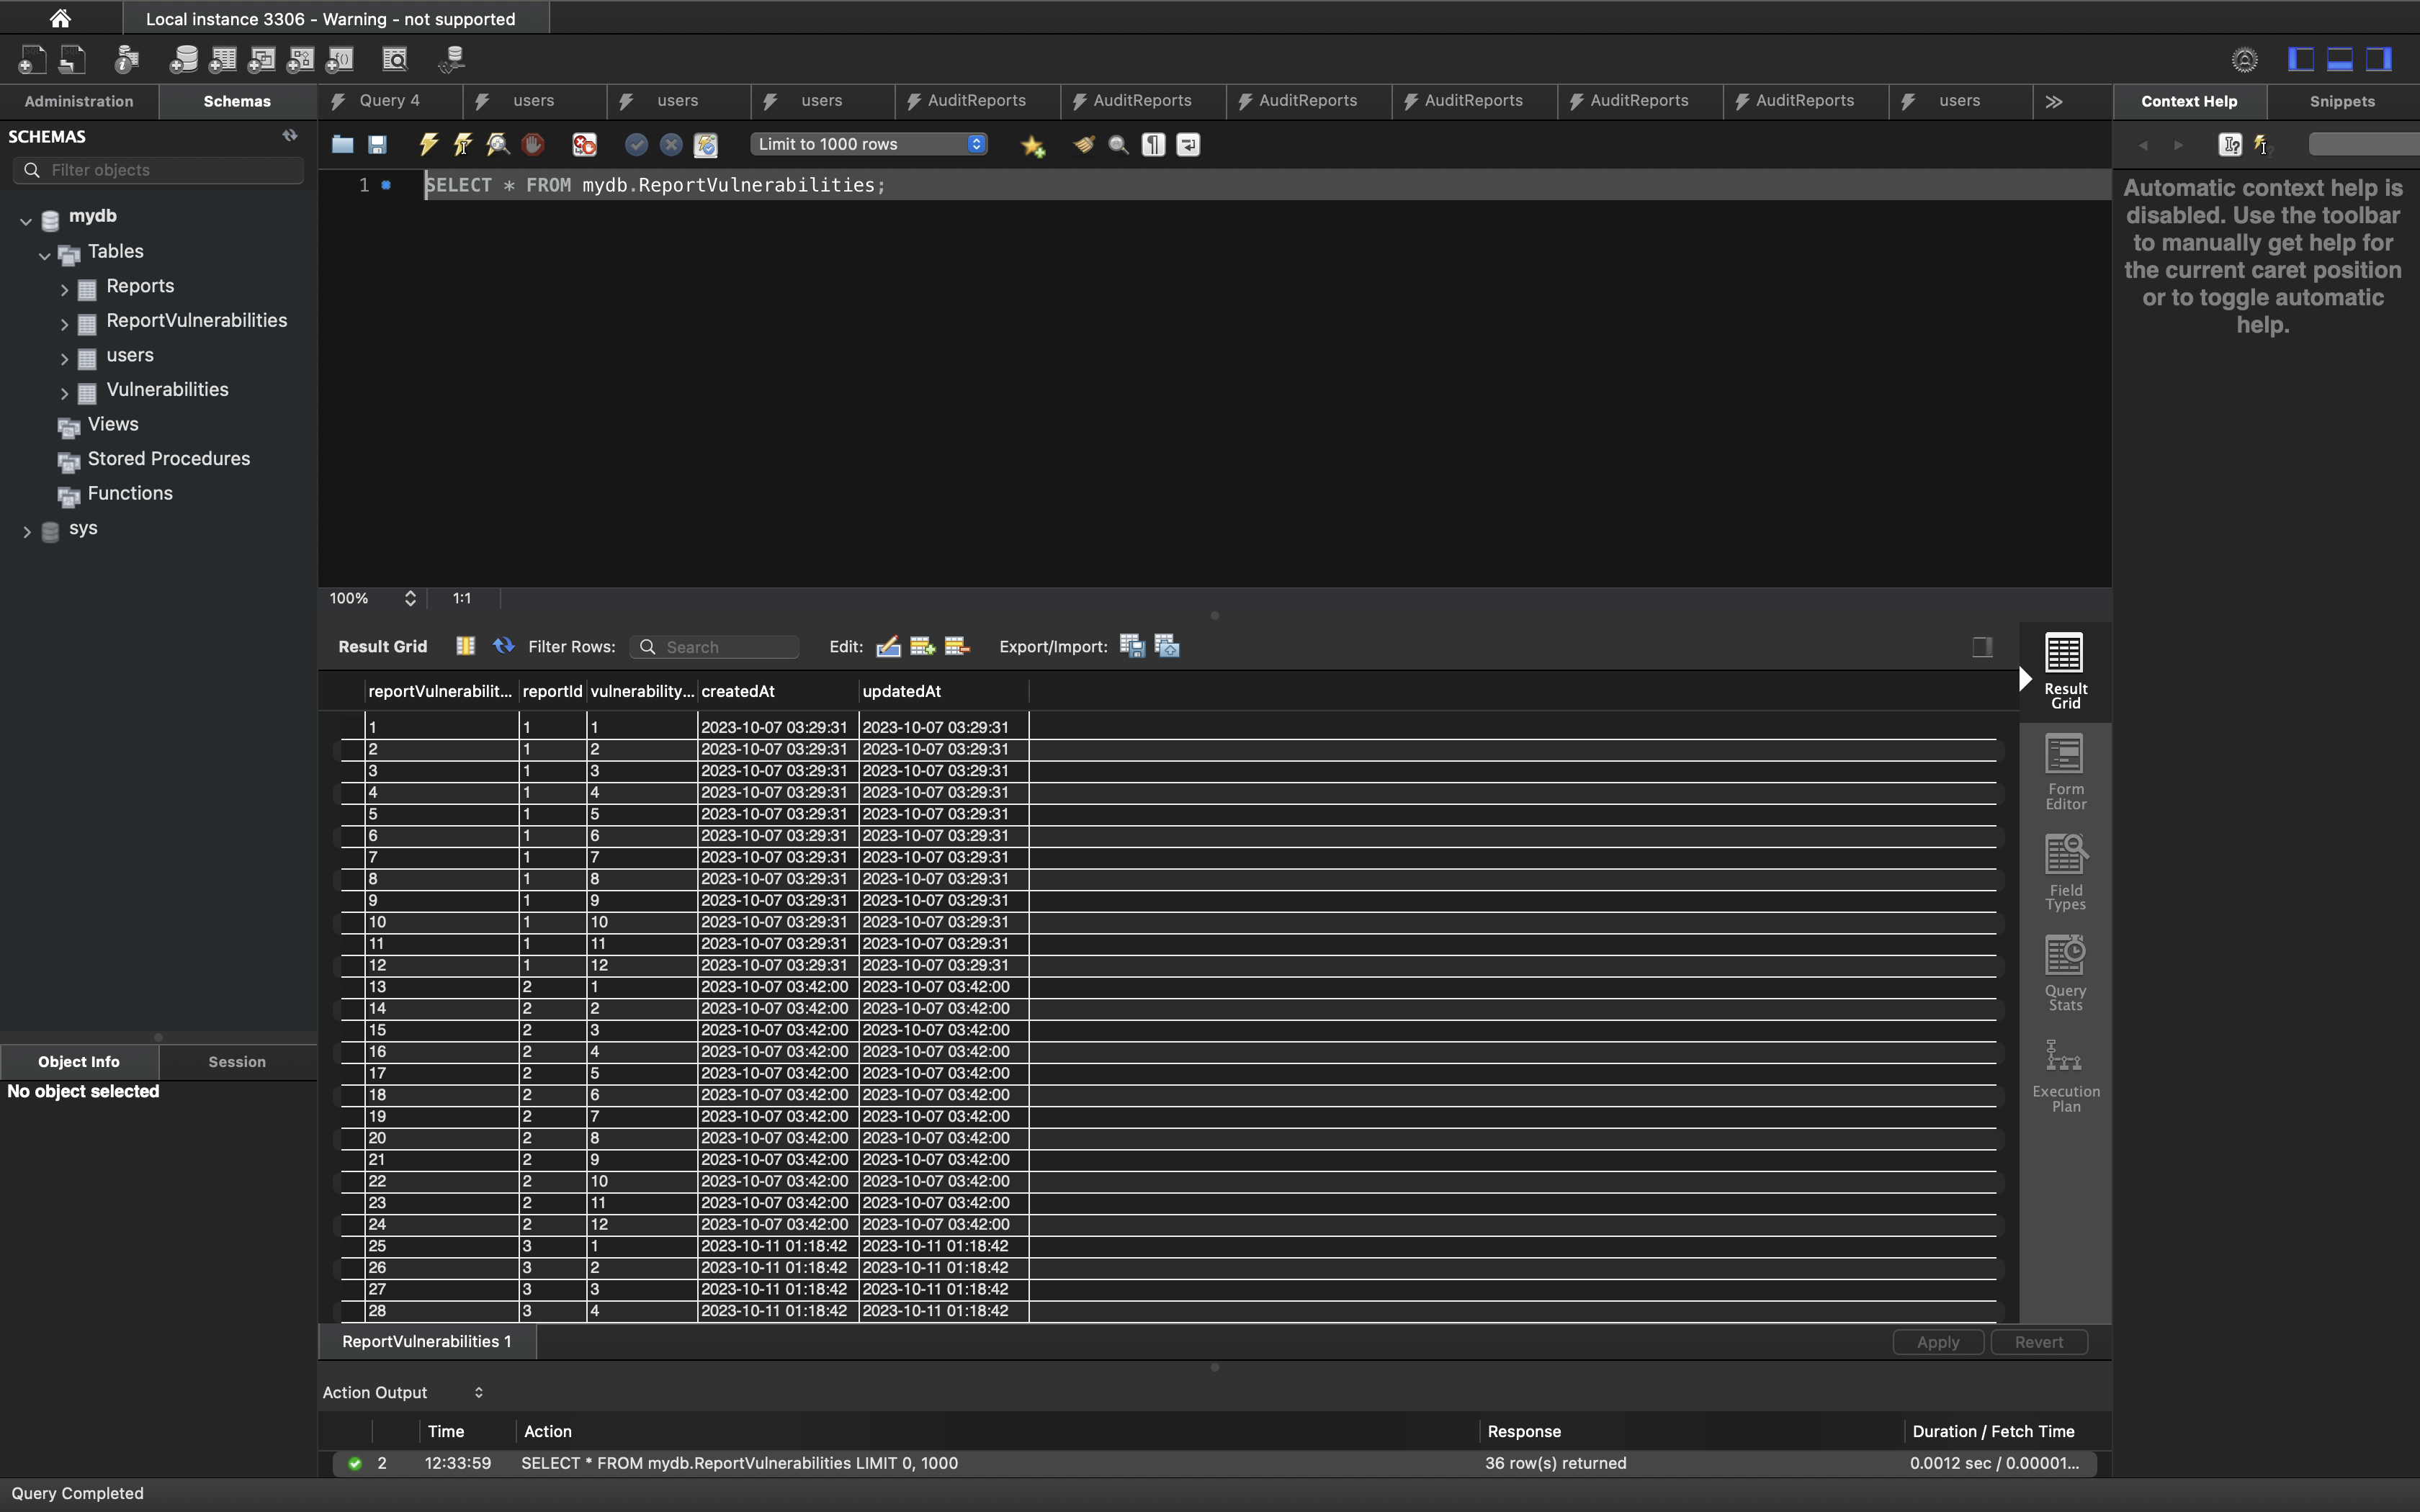 Local instance 3306 - Warning - not supported
Administration
Schemas
Query 4
users
users
users
AuditReports
AuditReports
AuditReports
AuditReports
AuditReports
AuditReports
users
Context Help
Snippets
SCHEMAS
Filter objects
mydb
Tables
Reports
ReportVulnerabilities
users
Vulnerabilities
Views
Stored Procedures
Functions
sys
Limit to 1000 rows
1 SELECT * FROM mydb.ReportVulnerabilities;
Automatic context help is
disabled. Use the toolbar
to manually get help for
the current caret position
or to toggle automatic
help.
100% 1:1
Result Grid Filter Rows: Search Edit: Export/Import:
reportVulnerabilit... reportId vulnerability... createdAt updatedAt
1 1 1 2023-10-07 03:29:31 2023-10-07 03:29:31
2 1 2 2023-10-07 03:29:31 2023-10-07 03:29:31
3 1 3 2023-10-07 03:29:31 2023-10-07 03:29:31
4 1 4 2023-10-07 03:29:31 2023-10-07 03:29:31
5 1 5 2023-10-07 03:29:31 2023-10-07 03:29:31
6 1 6 2023-10-07 03:29:31 2023-10-07 03:29:31
7 1 7 2023-10-07 03:29:31 2023-10-07 03:29:31
8 1 8 2023-10-07 03:29:31 2023-10-07 03:29:31
9 1 9 2023-10-07 03:29:31 2023-10-07 03:29:31
10 1 10 2023-10-07 03:29:31 2023-10-07 03:29:31
11 1 11 2023-10-07 03:29:31 2023-10-07 03:29:31
12 1 12 2023-10-07 03:29:31 2023-10-07 03:29:31
13 2 1 2023-10-07 03:42:00 2023-10-07 03:42:00
14 2 2 2023-10-07 03:42:00 2023-10-07 03:42:00
15 2 3 2023-10-07 03:42:00 2023-10-07 03:42:00
16 2 4 2023-10-07 03:42:00 2023-10-07 03:42:00
17 2 5 2023-10-07 03:42:00 2023-10-07 03:42:00
18 2 6 2023-10-07 03:42:00 2023-10-07 03:42:00
19 2 7 2023-10-07 03:42:00 2023-10-07 03:42:00
20 2 8 2023-10-07 03:42:00 2023-10-07 03:42:00
21 2 9 2023-10-07 03:42:00 2023-10-07 03:42:00
22 2 10 2023-10-07 03:42:00 2023-10-07 03:42:00
23 2 11 2023-10-07 03:42:00 2023-10-07 03:42:00
24 2 12 2023-10-07 03:42:00 2023-10-07 03:42:00
25 3 1 2023-10-11 01:18:42 2023-10-11 01:18:42
26 3 2 2023-10-11 01:18:42 2023-10-11 01:18:42
27 3 3 2023-10-11 01:18:42 2023-10-11 01:18:42
28 3 4 2023-10-11 01:18:42 2023-10-11 01:18:42
Result
Grid
Form
Editor
Field
Types
Query
Stats
Execution
Plan
Object Info
Session
No object selected
ReportVulnerabilities 1
Apply
Revert
Action Output
Time Action Response Duration / Fetch Time
2 12:33:59 SELECT * FROM mydb.ReportVulnerabilities LIMIT 0, 1000 36 row(s) returned 0.0012 sec / 0.00001...
Query Completed